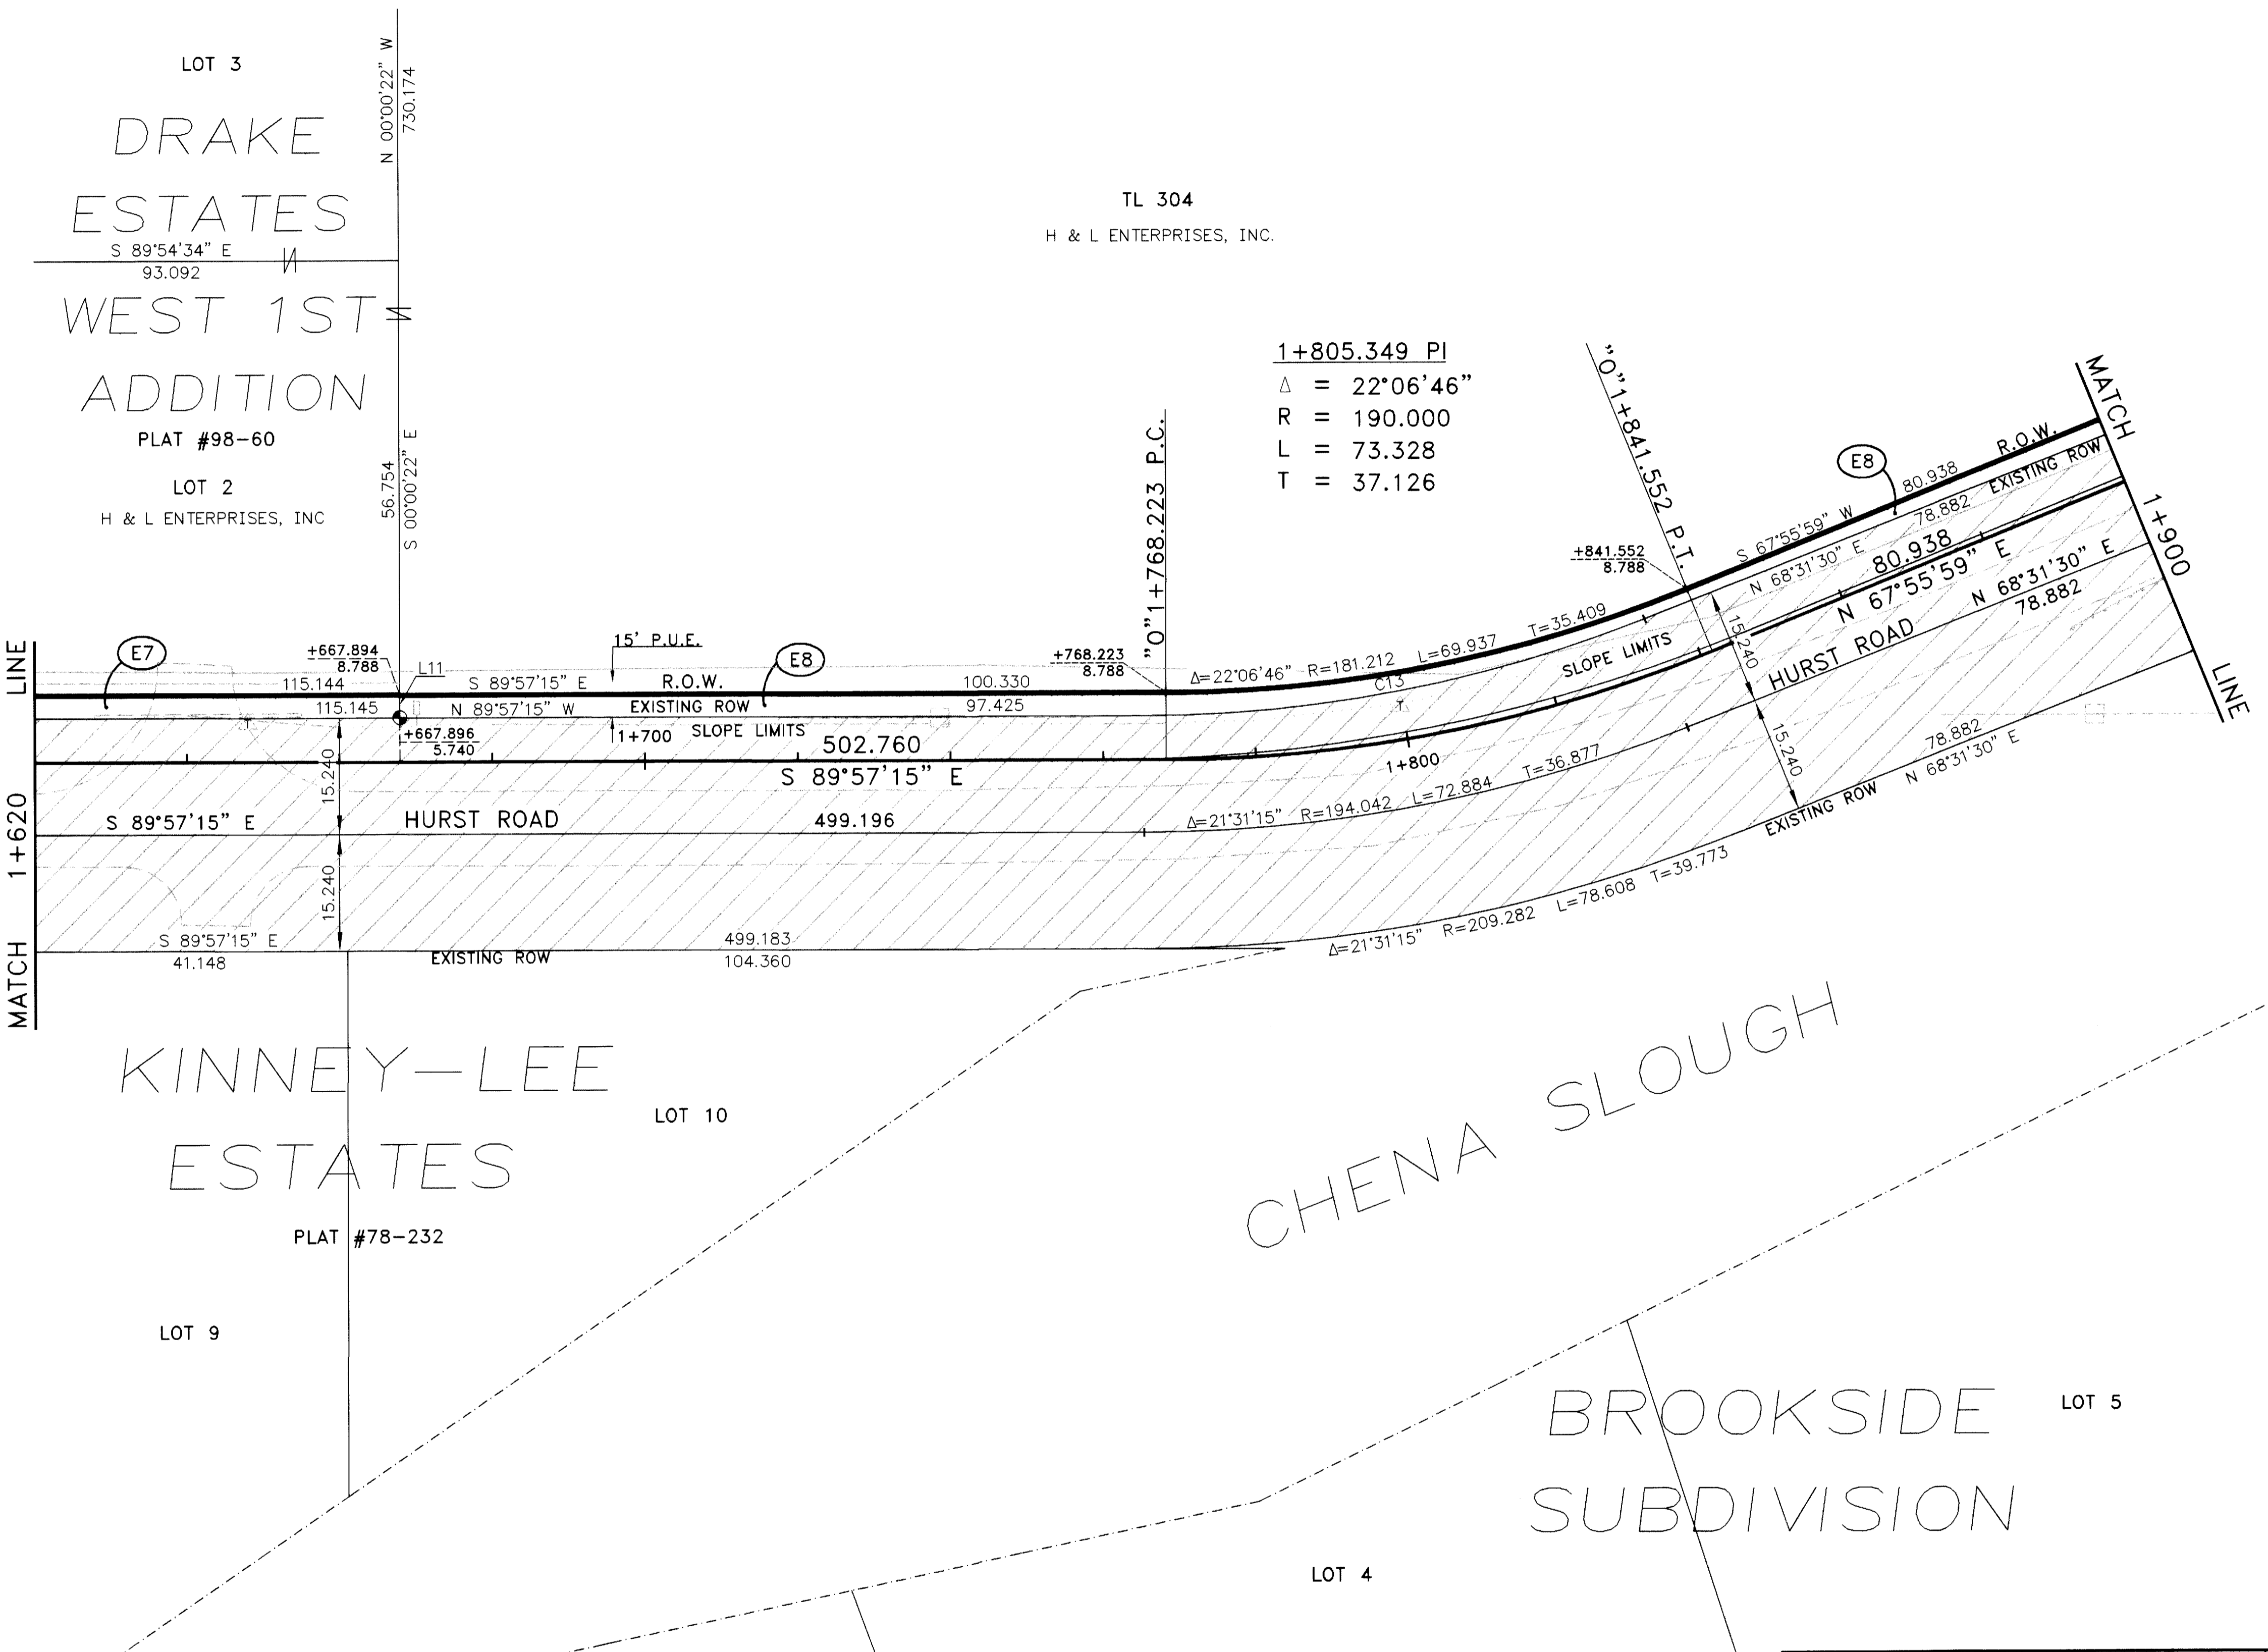 LOT 3
DRAKE
ESTATES
S 89°54'34" E
93.092
WEST 1ST
ADDITION
PLAT #98-60
LOT 2
H & L ENTERPRISES, INC
N 00°00'22" W
730.174
56.754
S 00°00'22" E
TL 304
H & L ENTERPRISES, INC.
1+805.349 PI
Δ = 22°06'46"
R = 190.000
L = 73.328
T = 37.126
"0"1+768.223 P.C.
"0"1+841.552 P.T.
MATCH
LINE
1+900
E8
R.O.W.
80.938
S 67°55'59" W
EXISTING ROW
78.882
N 68°31'30" E
80.938
N 67°55'59" E
N 68°31'30" E
78.882
HURST ROAD
+841.552
8.788
15.240
15.240
78.882
N 68°31'30" E
EXISTING ROW
MATCH 1+620 LINE
E7
+667.894
8.788
L11
115.144
S 89°57'15" E
15' P.U.E.
R.O.W.
E8
100.330
+768.223
8.788
Δ=22°06'46" R=181.212 L=69.937 T=35.409
C13
T
115.145
N 89°57'15" W
EXISTING ROW
97.425
T
+667.896
5.740
1+700
SLOPE LIMITS
SLOPE LIMITS
502.760
S 89°57'15" E
1+800
15.240
S 89°57'15" E
HURST ROAD
499.196
Δ=21°31'15" R=194.042 L=72.884 T=36.877
15.240
S 89°57'15" E
41.148
EXISTING ROW
499.183
104.360
Δ=21°31'15" R=209.282 L=78.608 T=39.773
KINNEY-LEE
ESTATES
PLAT #78-232
LOT 10
LOT 9
CHENA SLOUGH
BROOKSIDE
SUBDIVISION
LOT 5
LOT 4